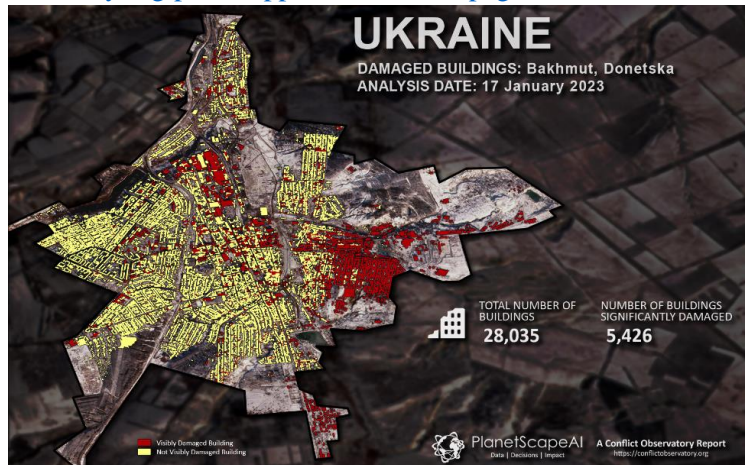 UKRAINE
DAMAGED BUILDINGS: Bakhmut, Donetska
ANALYSIS DATE: 17 January 2023
TOTAL NUMBER OF
BUILDINGS
28,035
NUMBER OF BUILDINGS
SIGNIFICANTLY DAMAGED
5,426
Visibly Damaged Building
Not Visibly Damaged Building
PlanetScapeAI
Data | Decisions | Impact
A Conflict Observatory Report
https://conflictobservatory.org